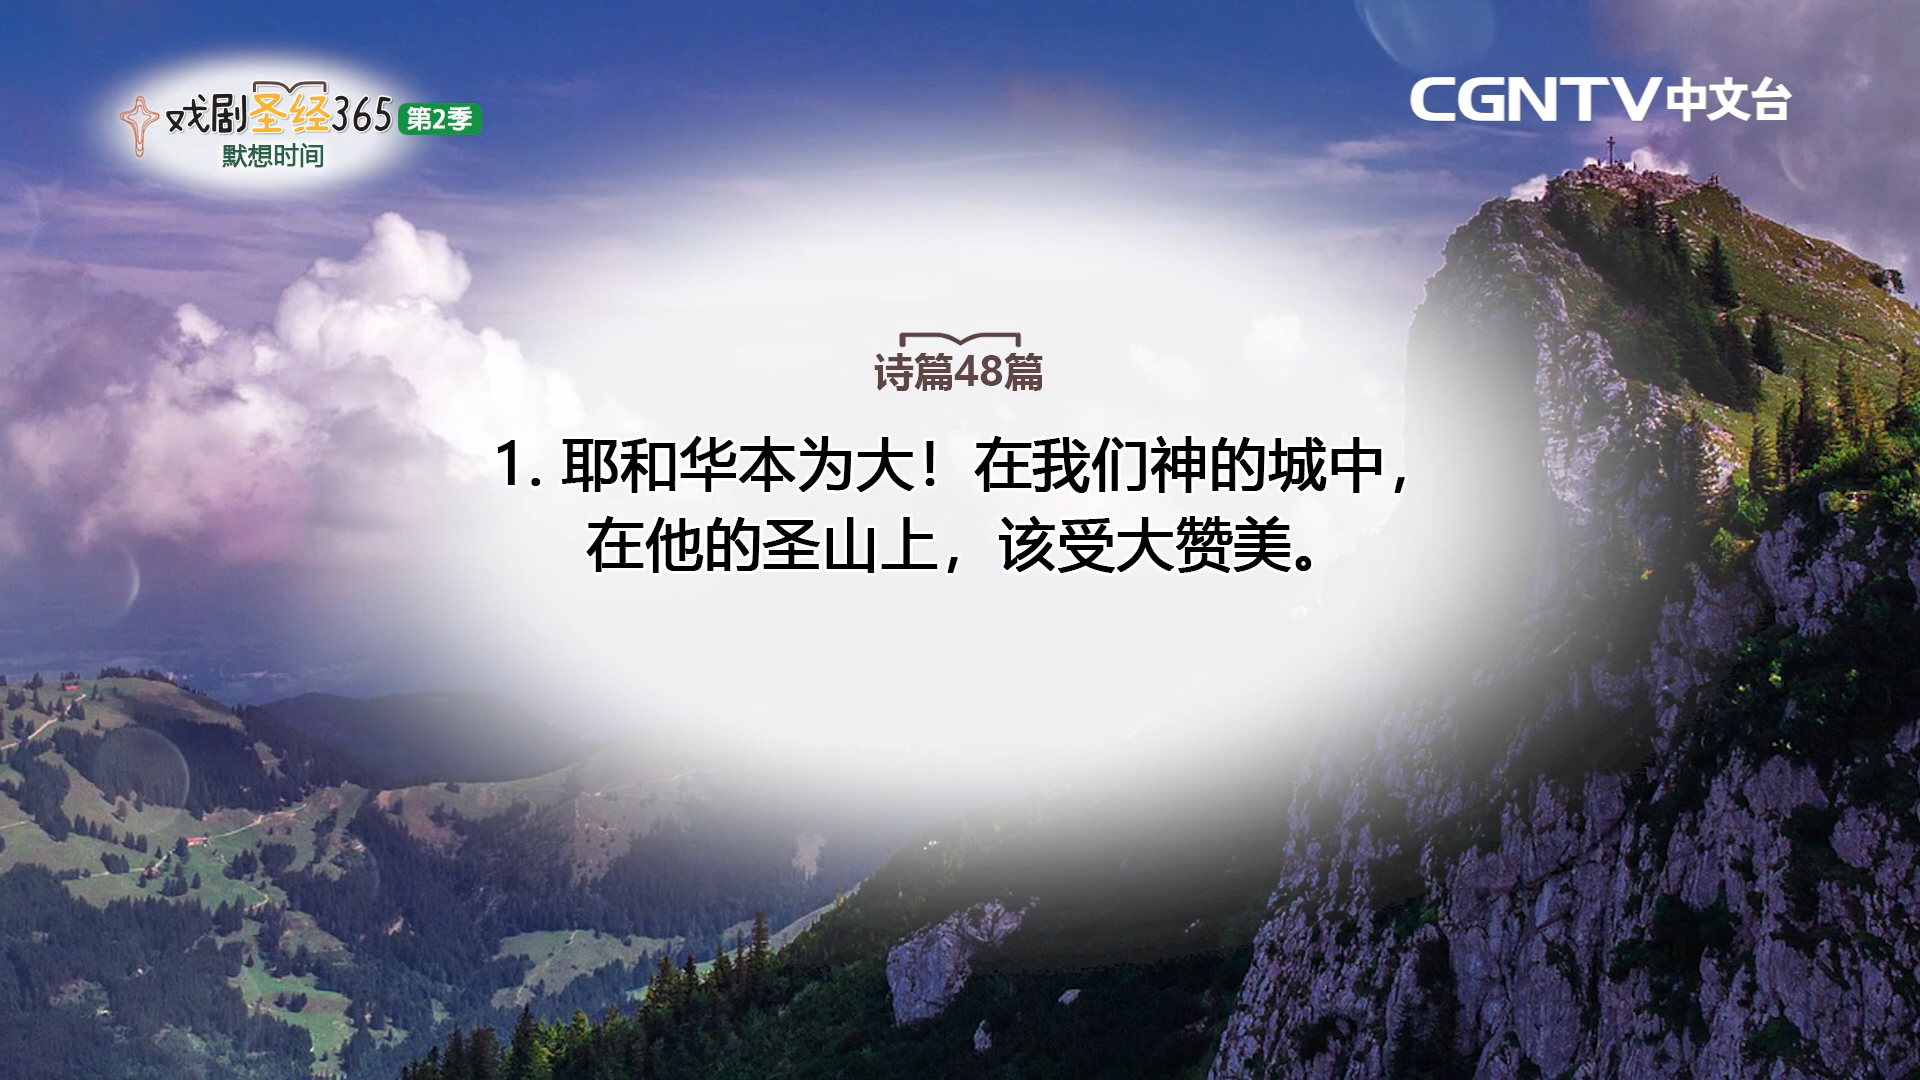 戏剧圣经365 第2季
默想时间
CGNTV中文台
诗篇48篇
1. 耶和华本为大！在我们神的城中，
在他的圣山上，该受大赞美。